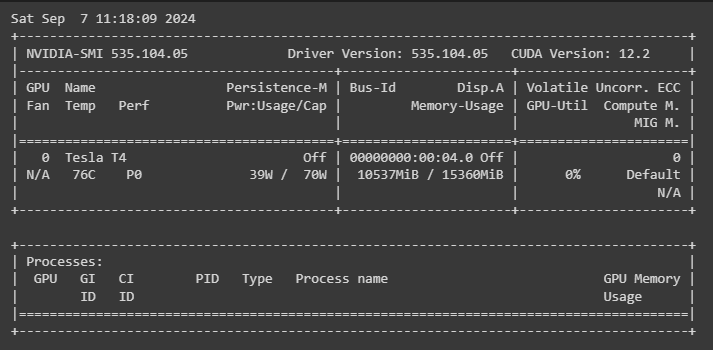 Sat Sep  7 11:18:09 2024
+---------------------------------------------------------------------------------------+
| NVIDIA-SMI 535.104.05             Driver Version: 535.104.05   CUDA Version: 12.2     |
|-----------------------------------------+----------------------+----------------------+
| GPU  Name                 Persistence-M | Bus-Id        Disp.A | Volatile Uncorr. ECC |
| Fan  Temp   Perf          Pwr:Usage/Cap |         Memory-Usage | GPU-Util  Compute M. |
|                                         |                      |               MIG M. |
|=========================================+======================+======================|
|   0  Tesla T4                       Off | 00000000:00:04.0 Off |                    0 |
| N/A   76C    P0              39W /  70W |  10537MiB / 15360MiB |      0%      Default |
|                                         |                      |                  N/A |
+-----------------------------------------+----------------------+----------------------+

+---------------------------------------------------------------------------------------+
| Processes:                                                                            |
|  GPU   GI   CI        PID   Type   Process name                            GPU Memory |
|        ID   ID                                                             Usage      |
|=======================================================================================|
+---------------------------------------------------------------------------------------+